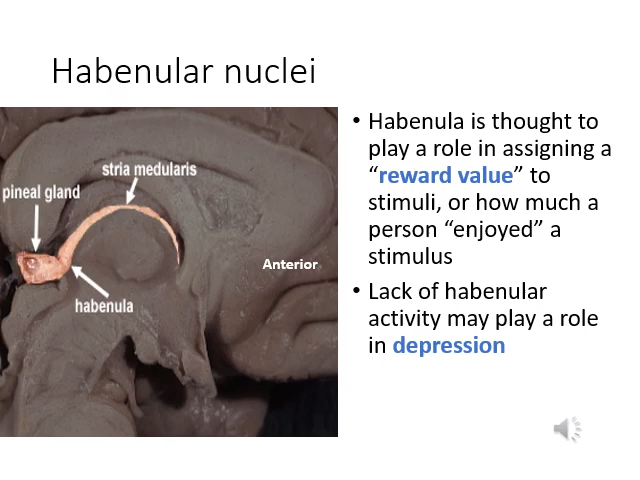 Habenular nuclei
stria medularis
pineal gland
Anterior
habenula
• Habenula is thought to
play a role in assigning a
“reward value” to
stimuli, or how much a
person “enjoyed” a
stimulus
• Lack of habenular
activity may play a role
in depression